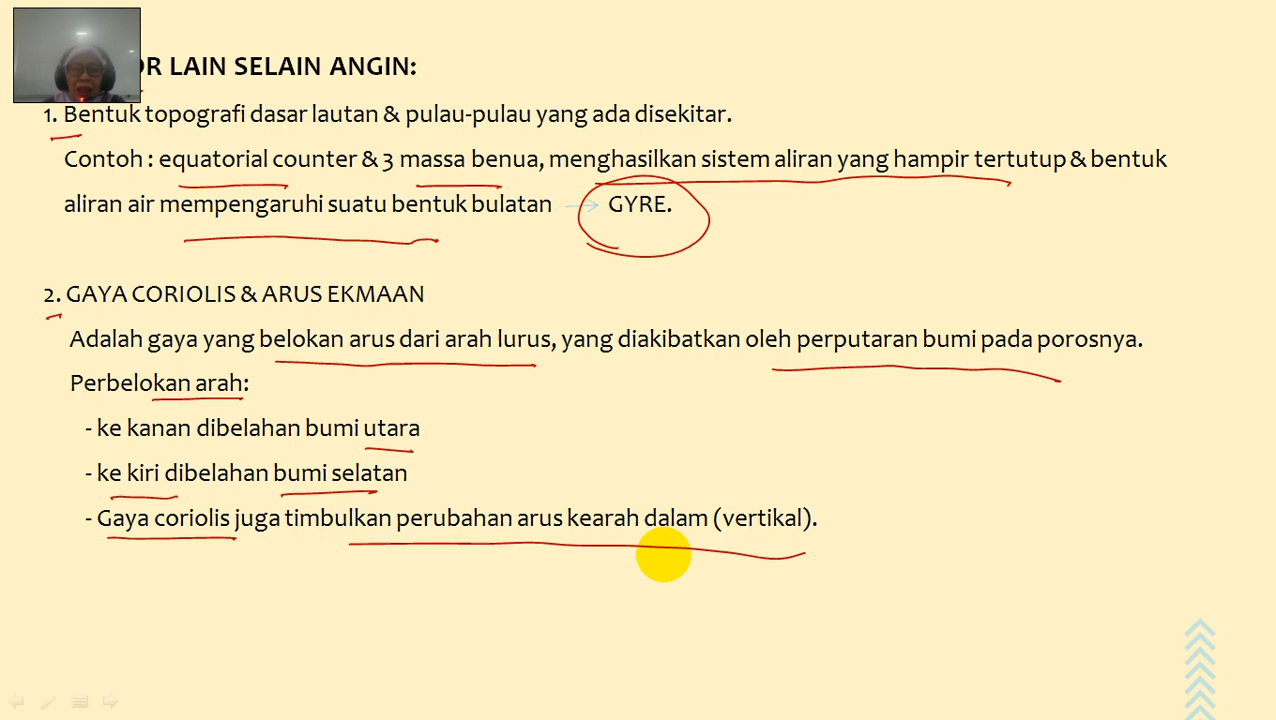 LAIN SELAIN ANGIN:
1. Bentuk topografi dasar lautan & pulau-pulau yang ada disekitar.
Contoh : equatorial counter & 3 massa benua, menghasilkan sistem aliran yang hampir tertutup & bentuk
aliran air mempengaruhi suatu bentuk bulatan → GYRE.
2. GAYA CORIOLIS & ARUS EKMAAN
Adalah gaya yang belokan arus dari arah lurus, yang diakibatkan oleh perputaran bumi pada porosnya.
Perbelokan arah:
- ke kanan dibelahan bumi utara
- ke kiri dibelahan bumi selatan
- Gaya coriolis juga timbulkan perubahan arus kearah dalam (vertikal).